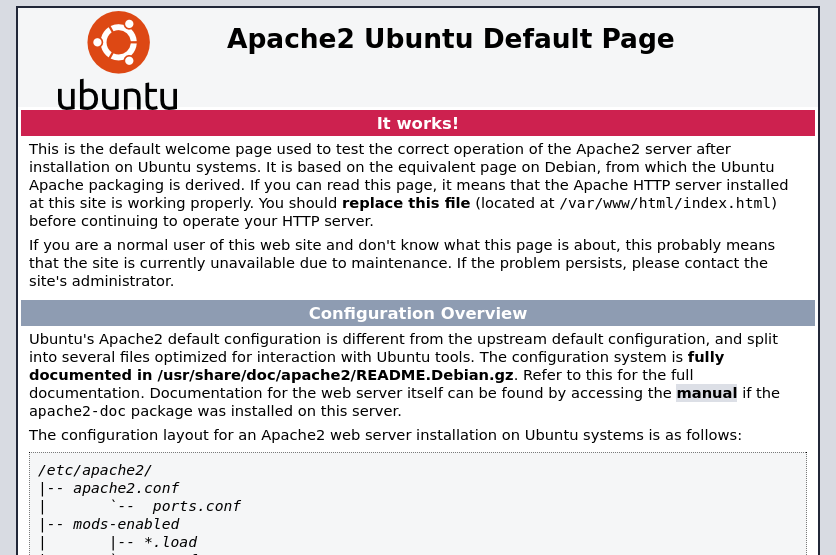 ubuntu
Apache2 Ubuntu Default Page
It works!
This is the default welcome page used to test the correct operation of the Apache2 server after
installation on Ubuntu systems. It is based on the equivalent page on Debian, from which the Ubuntu
Apache packaging is derived. If you can read this page, it means that the Apache HTTP server installed
at this site is working properly. You should replace this file (located at /var/www/html/index.html)
before continuing to operate your HTTP server.
If you are a normal user of this web site and don't know what this page is about, this probably means
that the site is currently unavailable due to maintenance. If the problem persists, please contact the
site's administrator.
Configuration Overview
Ubuntu's Apache2 default configuration is different from the upstream default configuration, and split
into several files optimized for interaction with Ubuntu tools. The configuration system is fully
documented in /usr/share/doc/apache2/README.Debian.gz. Refer to this for the full
documentation. Documentation for the web server itself can be found by accessing the manual if the
apache2-doc package was installed on this server.
The configuration layout for an Apache2 web server installation on Ubuntu systems is as follows:
/etc/apache2/
|-- apache2.conf
|       `--  ports.conf
|-- mods-enabled
|       |-- *.load